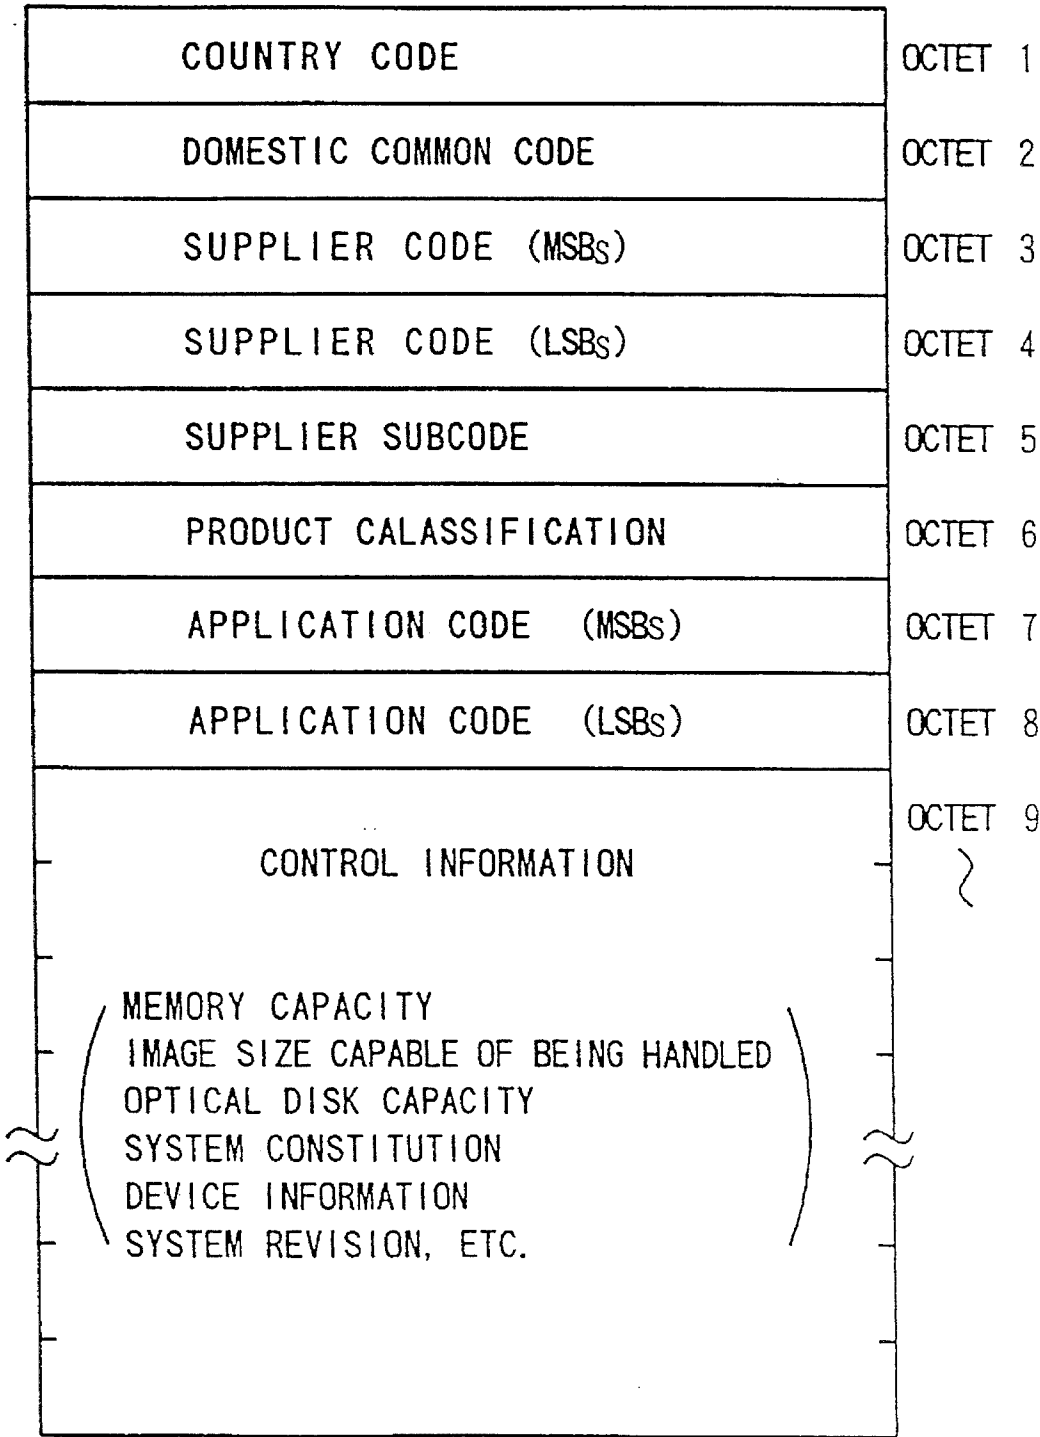 COUNTRY CODE OCTET 1
DOMESTIC COMMON CODE OCTET 2
SUPPLIER CODE (MSBS) OCTET 3
SUPPLIER CODE (LSBS) OCTET 4
SUPPLIER SUBCODE OCTET 5
PRODUCT CALASSIFICATION OCTET 6
APPLICATION CODE (MSBS) OCTET 7
APPLICATION CODE (LSBS) OCTET 8
OCTET 9
CONTROL INFORMATION
MEMORY CAPACITY
IMAGE SIZE CAPABLE OF BEING HANDLED
OPTICAL DISK CAPACITY
SYSTEM CONSTITUTION
DEVICE INFORMATION
SYSTEM REVISION, ETC.